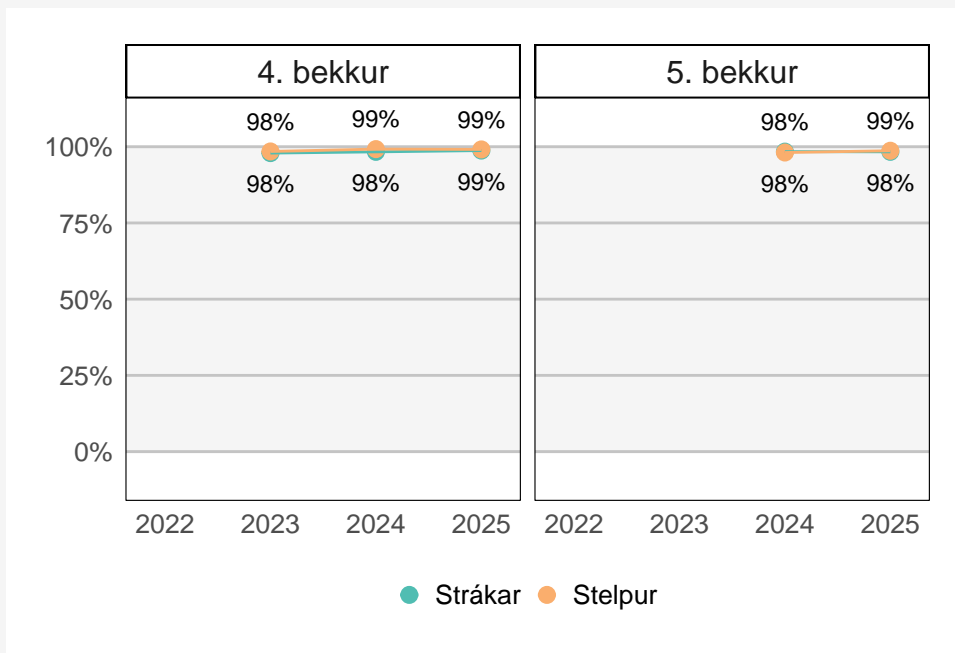 4. bekkur 5. bekkur
98% 99% 99% 98% 99%
100%
98% 98% 99% 98% 98%
75%
50%
25%
0%
2022 2023 2024 2025 2022 2023 2024 2025
Strákar Stelpur